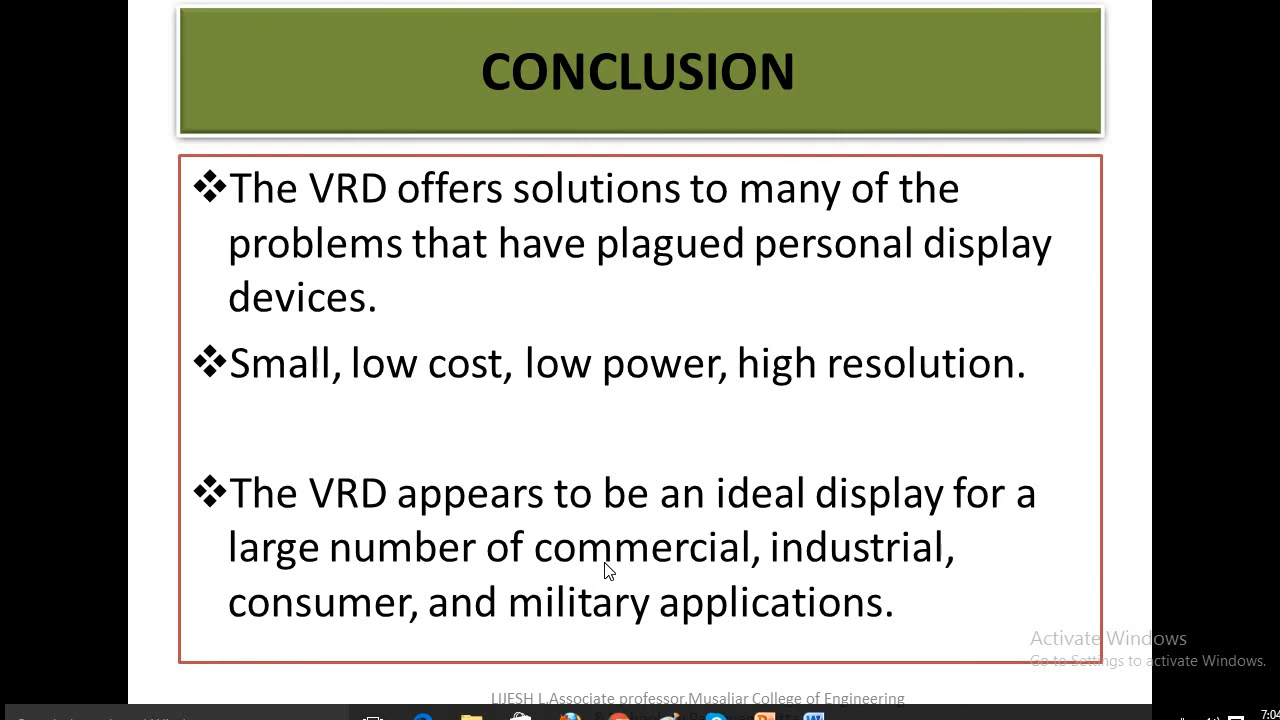 CONCLUSION
❖The VRD offers solutions to many of the
problems that have plagued personal display
devices.
❖Small, low cost, low power, high resolution.
❖The VRD appears to be an ideal display for a
large number of commercial, industrial,
consumer, and military applications.
Activate Windows
Go to Settings to activate Windows.
LIJESH L.Associate professor.Musaliar College of Engineering
7:04